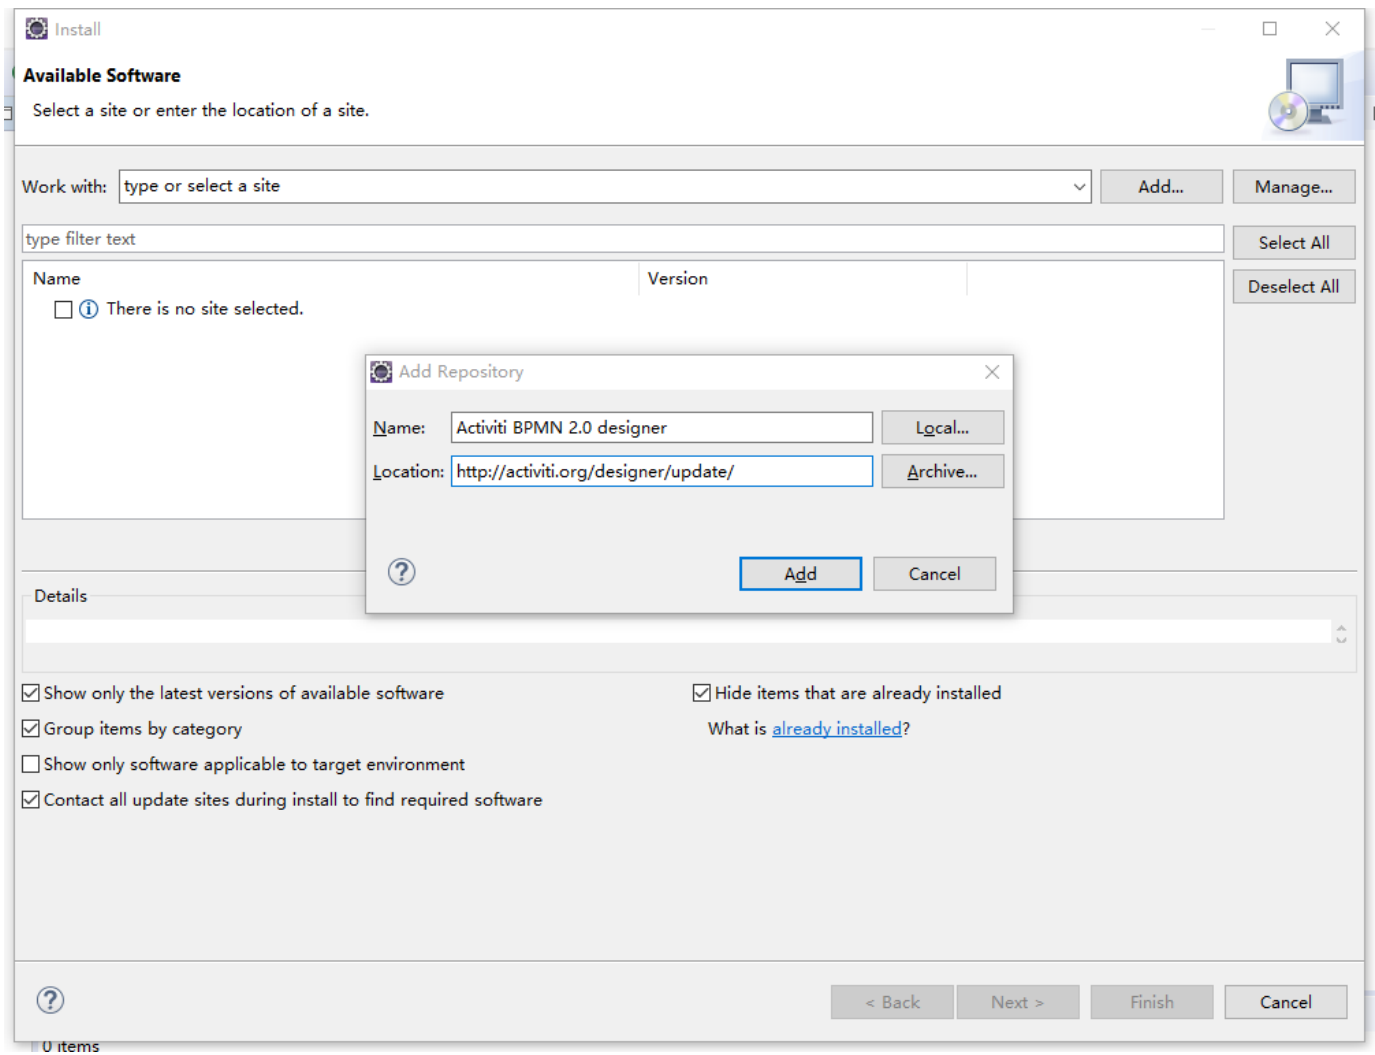 Install
Available Software
Select a site or enter the location of a site.
Work with: type or select a site Add... Manage...
type filter text Select All
Name Version Deselect All
There is no site selected.
Add Repository
Name: Activiti BPMN 2.0 designer Local...
Location: http://activiti.org/designer/update/ Archive...
Add Cancel
Details
Show only the latest versions of available software Hide items that are already installed
Group items by category What is already installed?
Show only software applicable to target environment
Contact all update sites during install to find required software
< Back Next > Finish Cancel
0 items